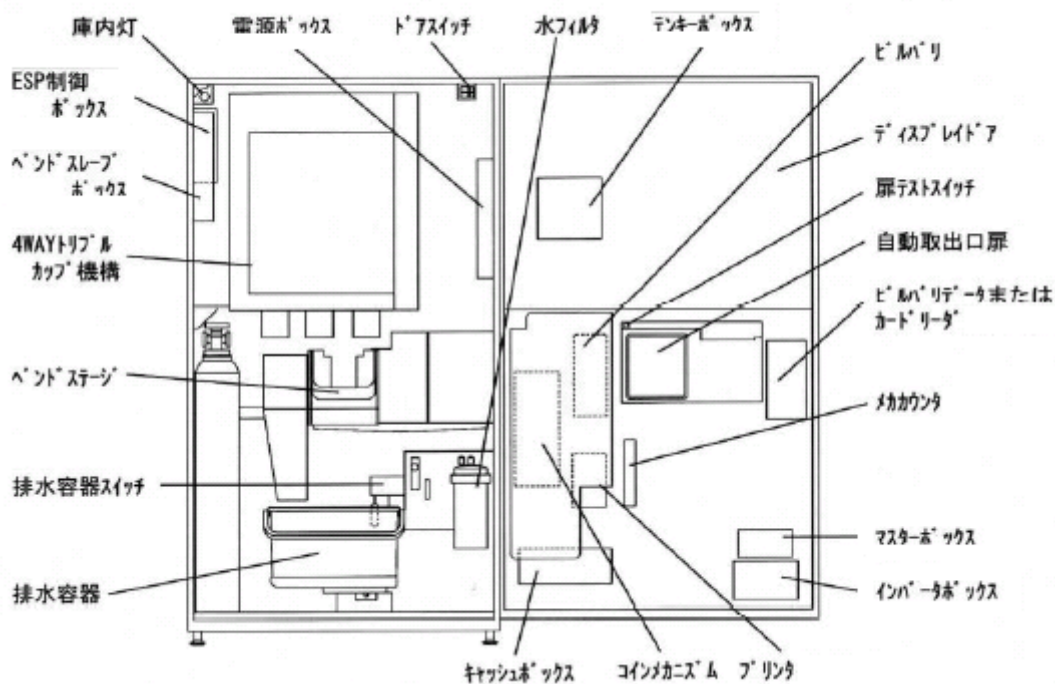 庫内灯
電源ﾎﾞｯｸｽ
ﾄﾞｱｽｲｯﾁ
水ﾌｨﾙﾀ
ﾃﾝｷｰﾎﾞｯｸｽ
ﾋﾞﾙﾊﾞﾘ
ESP制御
ﾎﾞｯｸｽ
ﾍﾞﾝﾄﾞｽﾚｰﾌﾞ
ﾎﾞｯｸｽ
4WAYﾄﾘﾌﾟﾙ
ｶｯﾌﾟ機構
ﾍﾞﾝﾄﾞｽﾃｰｼﾞ
排水容器ｽｲｯﾁ
排水容器
ﾃﾞｨｽﾌﾟﾚｲﾄﾞｱ
扉ﾃｽﾄｽｲｯﾁ
自動取出口扉
ﾋﾞﾙﾊﾞﾘﾃﾞｰﾀまたは
ｶｰﾄﾞﾘｰﾀﾞ
ﾒｶｶｳﾝﾀ
ﾏｽﾀｰﾎﾞｯｸｽ
ｲﾝﾊﾞｰﾀﾎﾞｯｸｽ
ｷｬｯｼｭﾎﾞｯｸｽ
ｺｲﾝﾒｶﾆｽﾞﾑ
ﾌﾟﾘﾝﾀ